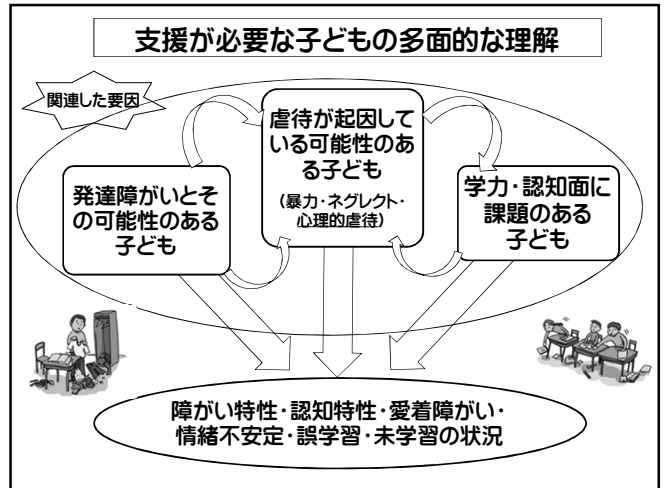 支援が必要な子どもの多面的な理解
関連した要因
虐待が起因して
いる可能性のあ
る子ども
(暴力・ネグレクト・
心理的虐待)
発達障がいとそ
の可能性のある
子ども
学力・認知面に
課題のある
子ども
障がい特性・認知特性・愛着障がい・
情緒不安定・誤学習・未学習の状況